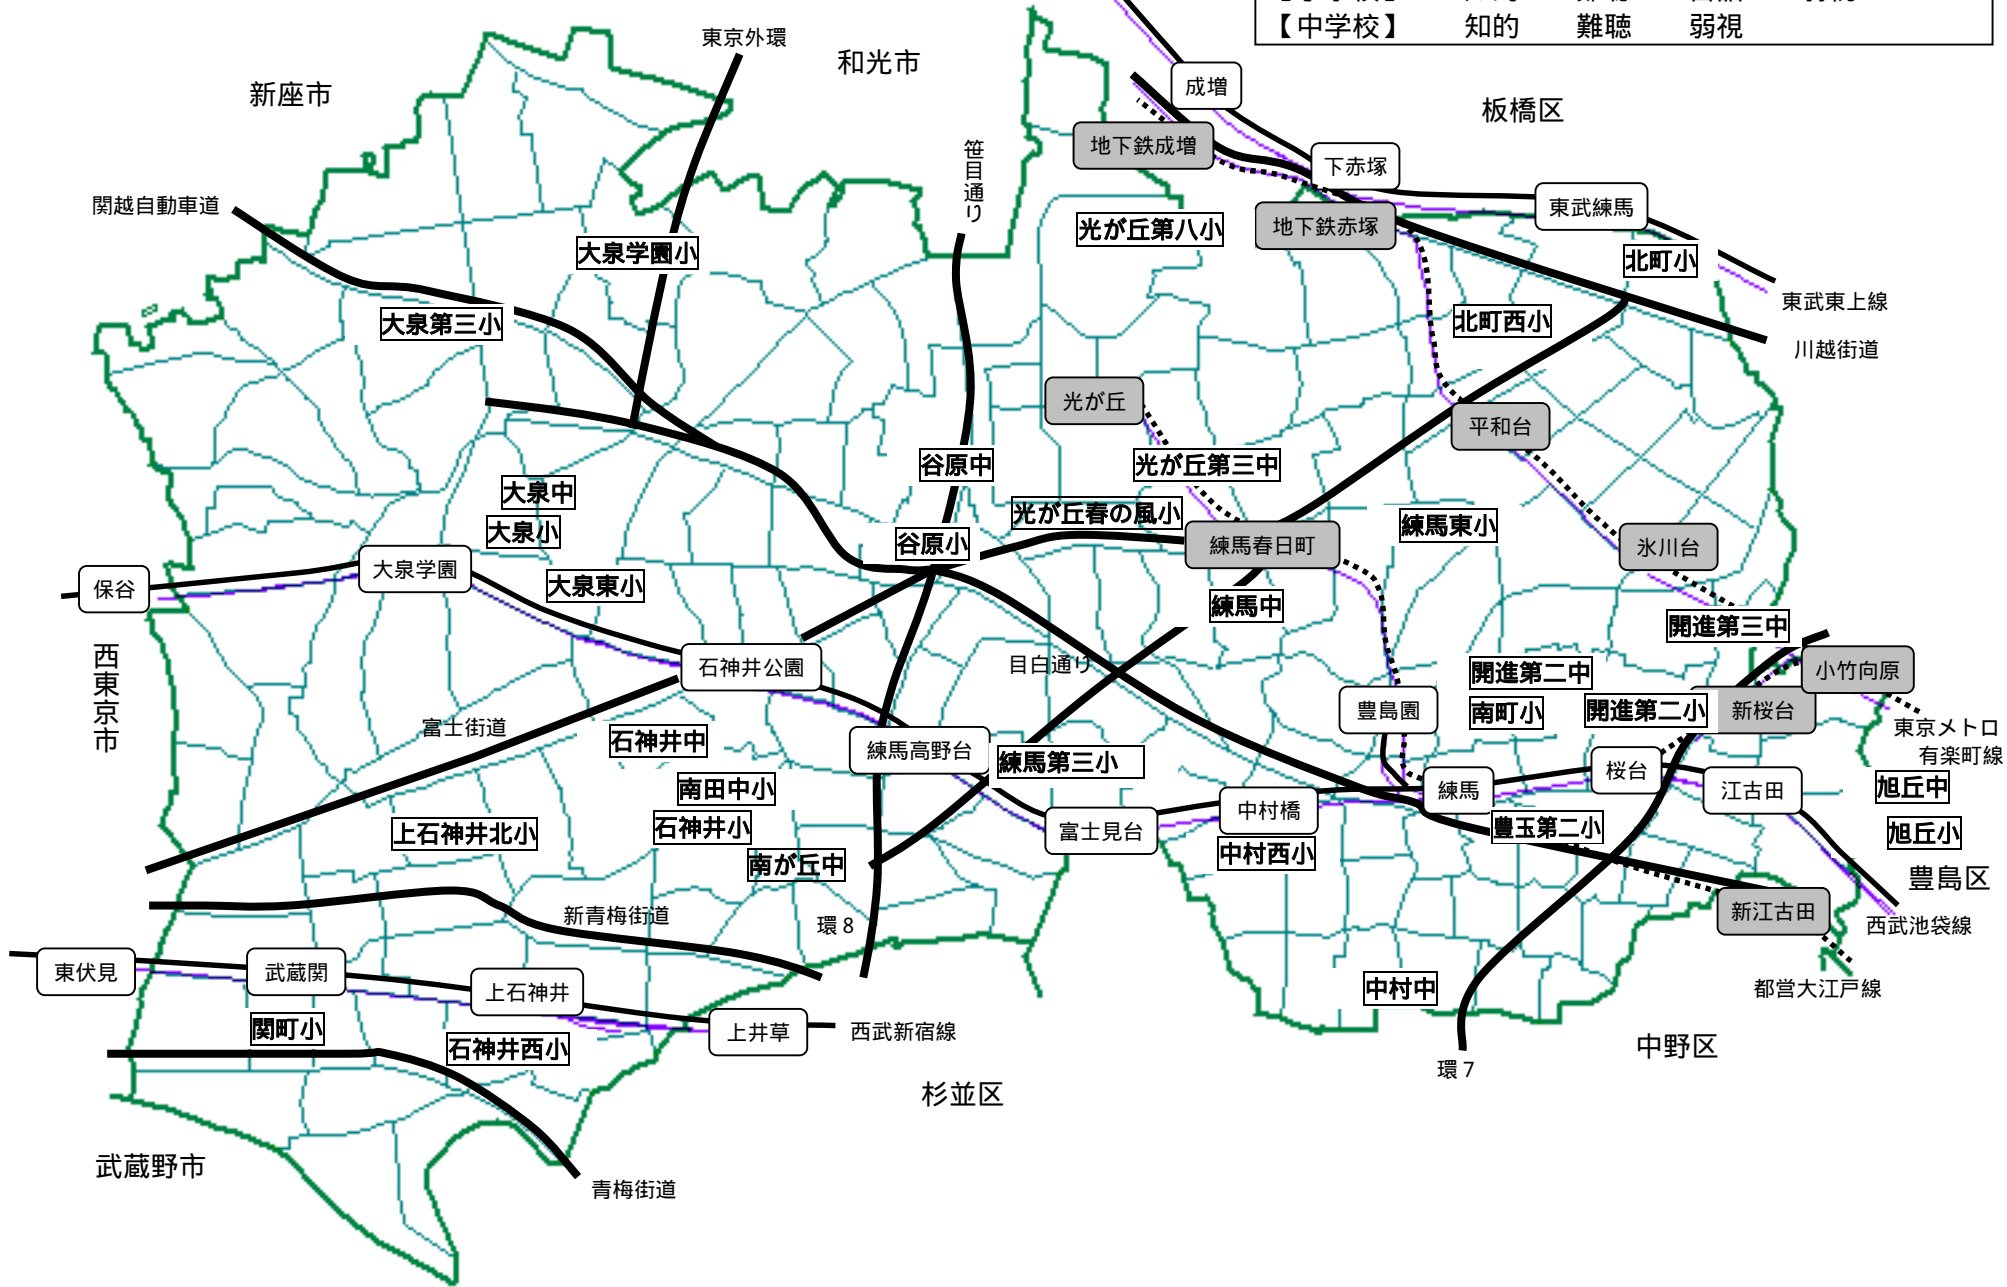 【中学校】 知的 難聴 弱視
東京外環
和光市
新座市
成増
板橋区
地下鉄成増
下赤塚
笹目通り
関越自動車道
東武練馬
光が丘第八小
地下鉄赤塚
大泉学園小
北町小
東武東上線
大泉第三小
北町西小
川越街道
光が丘
平和台
谷原中
光が丘第三中
大泉中
光が丘春の風小
大泉小
練馬東小
谷原小
練馬春日町
氷川台
保谷
大泉学園
大泉東小
練馬中
開進第三中
西東京市
石神井公園
目白通り
開進第二中
小竹向原
豊島園
南町小
開進第二小
新桜台
富士街道
石神井中
練馬高野台
東京メトロ
有楽町線
練馬第三小
桜台
南田中小
練馬
江古田
旭丘中
中村橋
石神井小
上石神井北小
富士見台
豊玉第二小
旭丘小
中村西小
南が丘中
豊島区
新青梅街道
環8
新江古田
西武池袋線
東伏見
武蔵関
上石神井
中村中
都営大江戸線
関町小
上井草
西武新宿線
石神井西小
中野区
環7
杉並区
武蔵野市
青梅街道